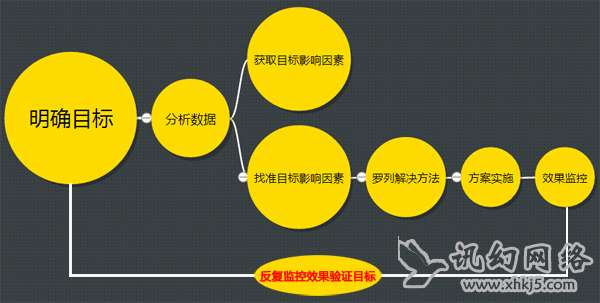 明确目标
分析数据
获取目标影响因素
找准目标影响因素
罗列解决方法
方案实施
效果监控
反复监控效果验证目标
讯幻网络
www.xhkj5.com